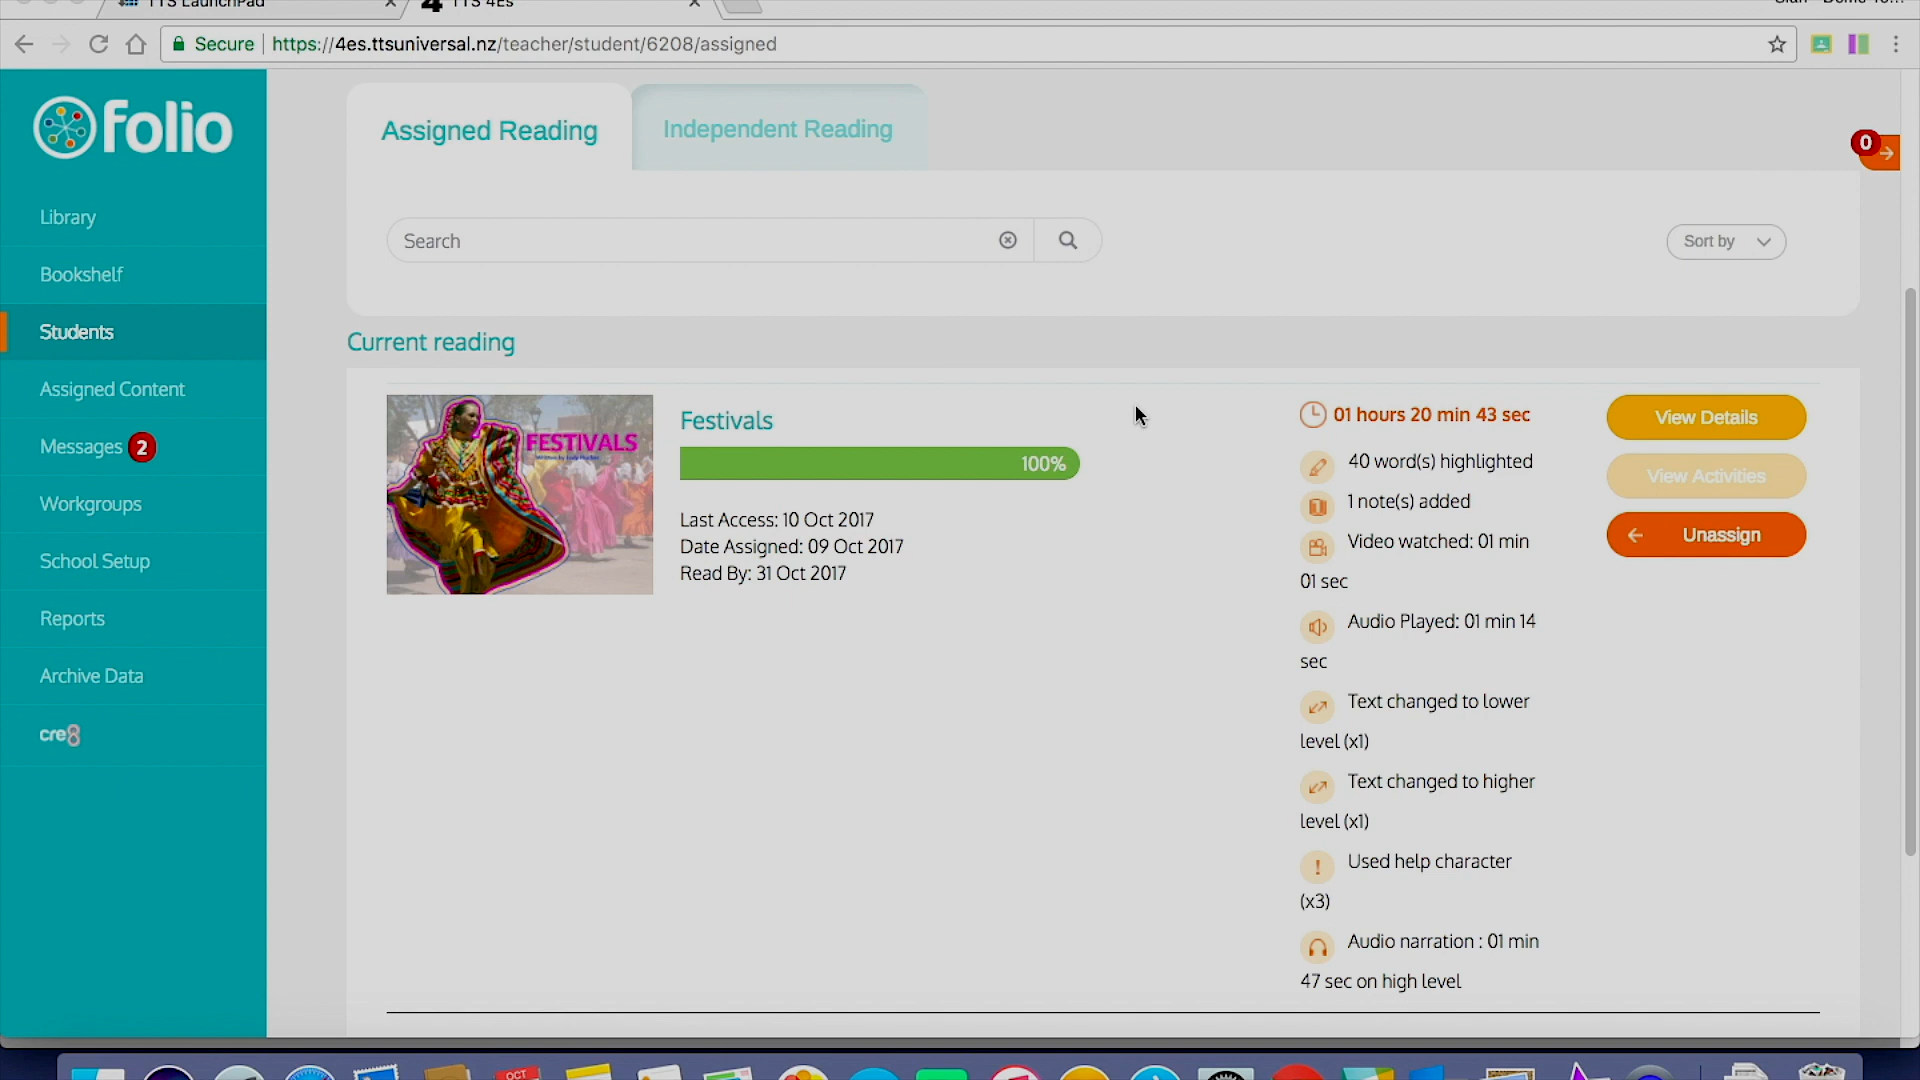 TTS LaunchPad
TTS 4Es
Secure
https://4es.ttsuniversal.nz/teacher/student/6208/assigned
folio
Library
Bookshelf
Students
Assigned Content
Messages 2
Workgroups
School Setup
Reports
Archive Data
cre8
Assigned Reading
Independent Reading
0
Search
Sort by
Current reading
FESTIVALS
Festivals
100%
Last Access: 10 Oct 2017
Date Assigned: 09 Oct 2017
Read By: 31 Oct 2017
01 hours 20 min 43 sec
40 word(s) highlighted
1 note(s) added
Video watched: 01 min
01 sec
Audio Played: 01 min 14
sec
Text changed to lower
level (x1)
Text changed to higher
level (x1)
Used help character
(x3)
Audio narration : 01 min
47 sec on high level
View Details
View Activities
Unassign
OCT